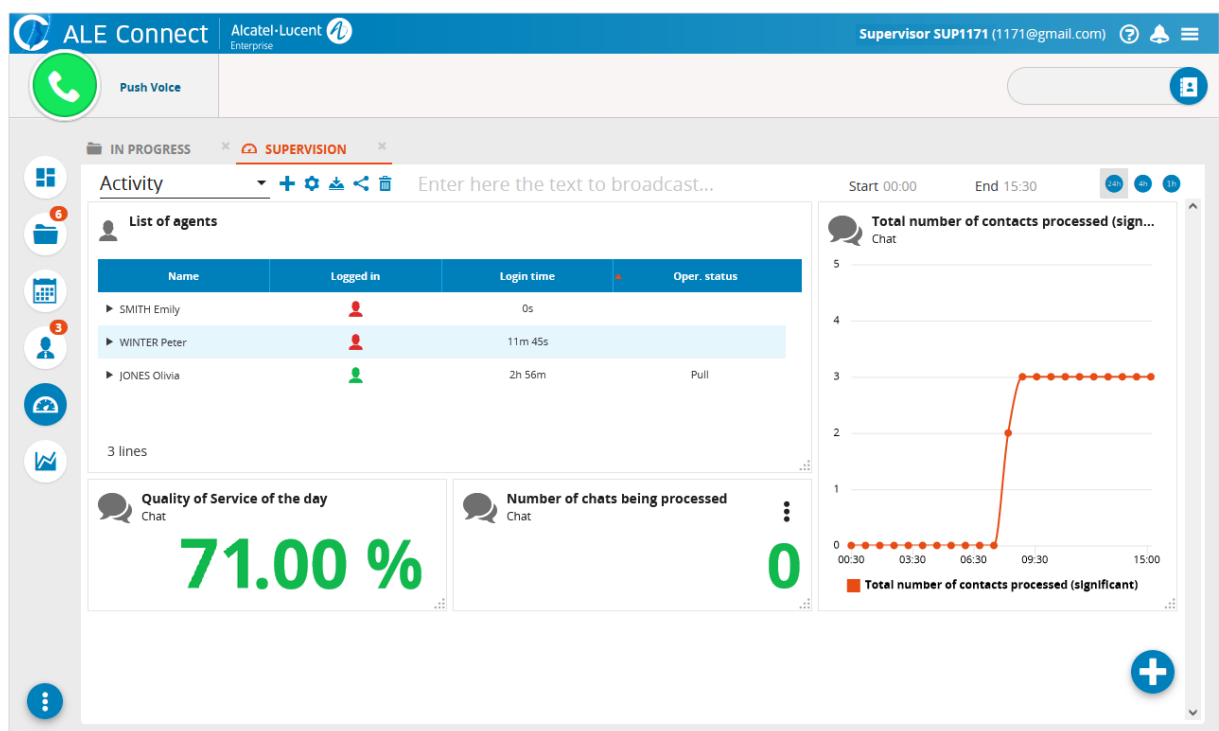 ALE Connect
Alcatel·Lucent
Enterprise
Supervisor SUP1171 (1171@gmail.com)
Push Voice
IN PROGRESS
SUPERVISION
Activity
Enter here the text to broadcast...
Start 00:00
End 15:30
24h
4h
1h
6
3
List of agents
Name
Logged in
Login time
Oper. status
SMITH Emily
0s
WINTER Peter
11m 45s
JONES Olivia
2h 56m
Pull
3 lines
Quality of Service of the day
Chat
71.00 %
Number of chats being processed
Chat
0
Total number of contacts processed (sign...
Chat
5
4
3
2
1
0
00:30 03:30 06:30 09:30 15:00
Total number of contacts processed (significant)